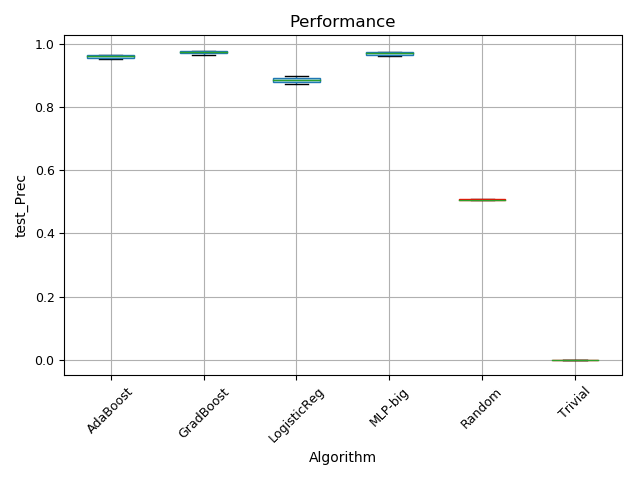 Performance
1.0
0.8
0.6
0.4
0.2
0.0
test_Prec
AdaBoost
GradBoost
LogisticReg
MLP-big
Random
Trivial
Algorithm